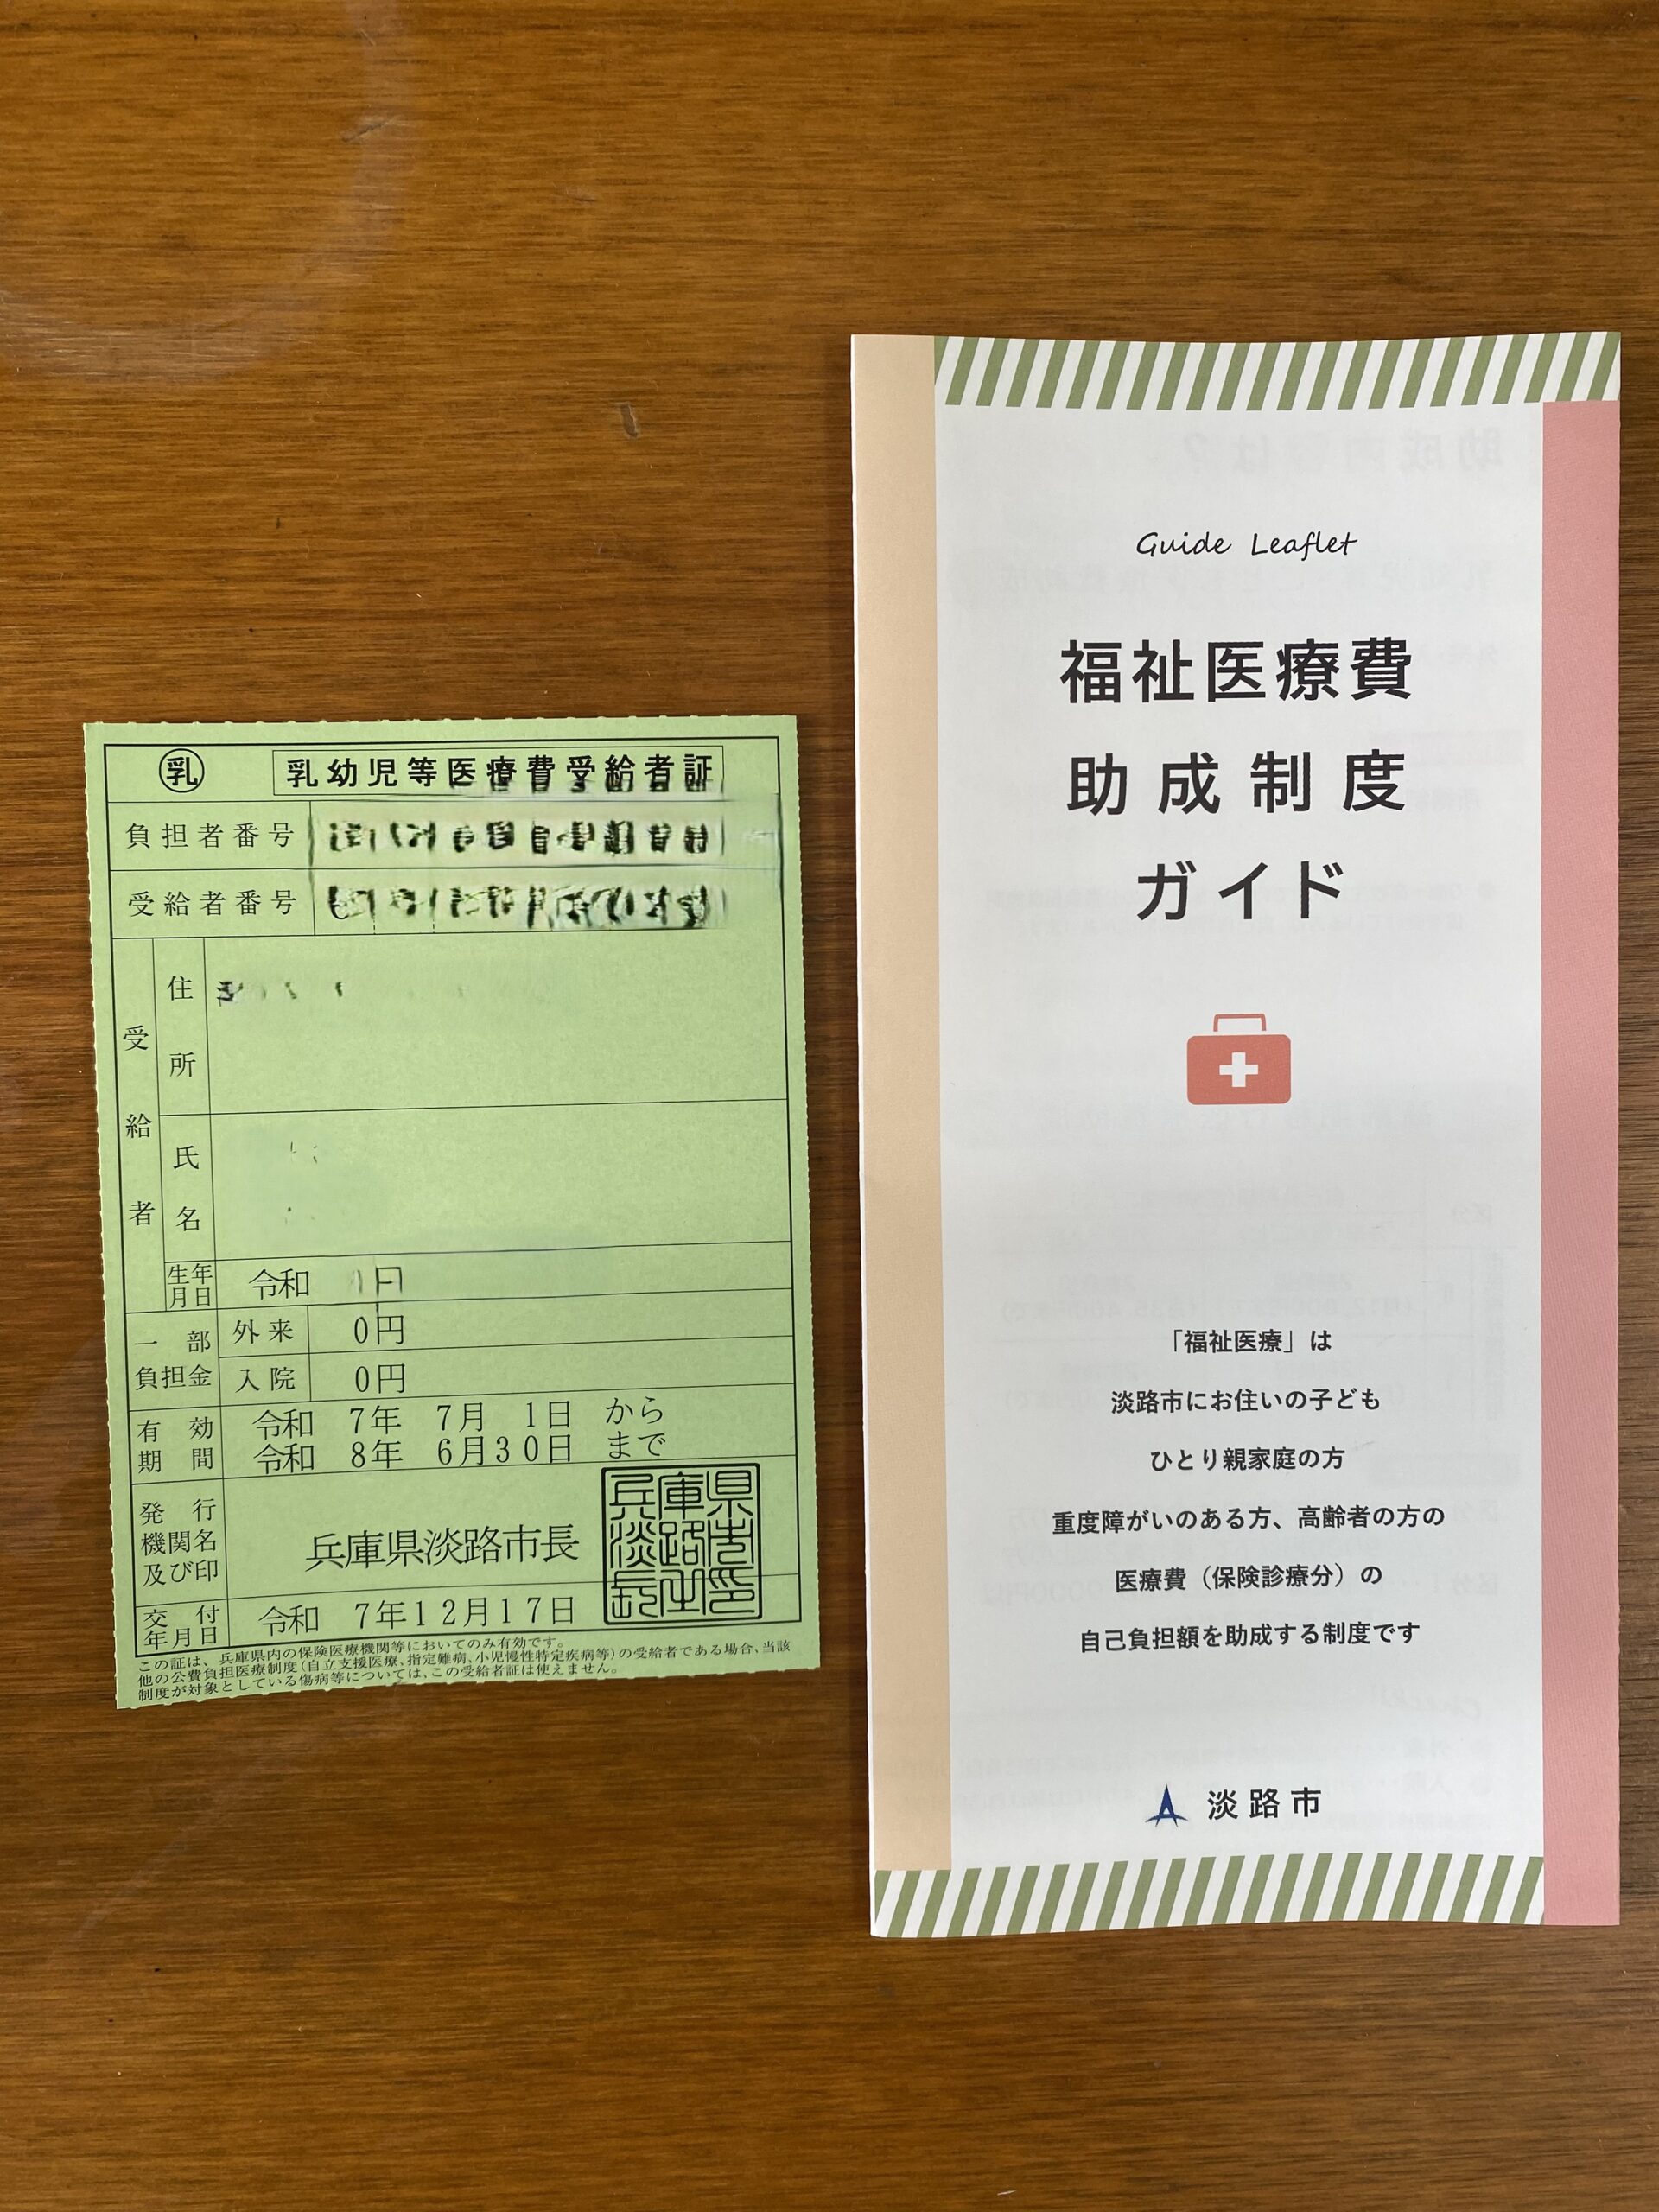 乳 乳幼児等医療費受給者証
負担者番号
受給者番号
受給者
住所
氏名
生年月日 令和
一部負担金 外来 0円
入院 0円
有効期間 令和 7年 7月 1日 から
令和 8年 6月30日 まで
発行機関名及び印 兵庫県淡路市長
兵庫県淡路市長之印
交付年月日 令和 7年12月17日
この証は、兵庫県内の保険医療機関等においてのみ有効です。
他の公費負担医療制度(自立支援医療、指定難病、小児慢性特定疾病等)の受給者である場合、当該
制度が対象としている傷病等については、この受給者証は使えません。
Guide Leaflet
福祉医療費
助成制度
ガイド
「福祉医療」は
淡路市にお住いの子ども
ひとり親家庭の方
重度障がいのある方、高齢者の方の
医療費（保険診療分）の
自己負担額を助成する制度です
淡路市